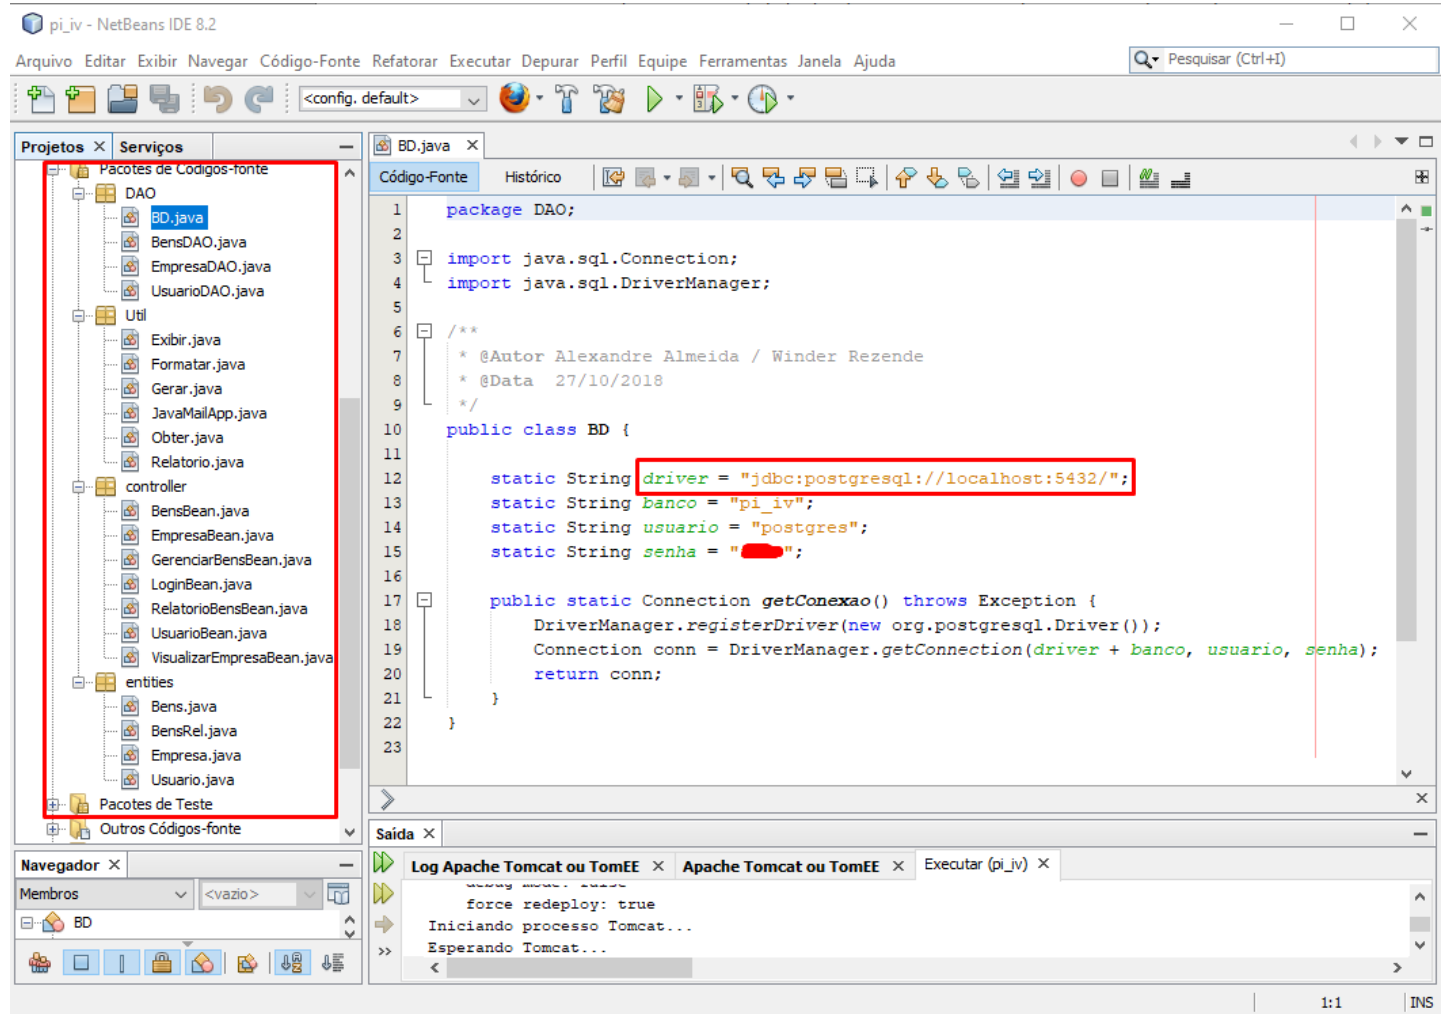 pi_iv - NetBeans IDE 8.2
Arquivo Editar Exibir Navegar Código-Fonte Refatorar Executar Depurar Perfil Equipe Ferramentas Janela Ajuda
Pesquisar (Ctrl+I)
<config. default>
Projetos
Serviços
Pacotes de Códigos-fonte
DAO
BD.java
BensDAO.java
EmpresaDAO.java
UsuarioDAO.java
Util
Exibir.java
Formatar.java
Gerar.java
JavaMailApp.java
Obter.java
Relatorio.java
controller
BensBean.java
EmpresaBean.java
GerenciarBensBean.java
LoginBean.java
RelatorioBensBean.java
UsuarioBean.java
VisualizarEmpresaBean.java
entities
Bens.java
BensRel.java
Empresa.java
Usuario.java
Pacotes de Teste
Outros Códigos-fonte
Navegador
Membros
<vazio>
BD
BD.java
Código-Fonte
Histórico
1 package DAO;
2
3 import java.sql.Connection;
4 import java.sql.DriverManager;
5
6 /**
7 * @Autor Alexandre Almeida / Winder Rezende
8 * @Data 27/10/2018
9 */
10 public class BD {
11
12 static String driver = "jdbc:postgresql://localhost:5432/";
13 static String banco = "pi_iv";
14 static String usuario = "postgres";
15 static String senha = "";
16
17 public static Connection getConexao() throws Exception {
18 DriverManager.registerDriver(new org.postgresql.Driver());
19 Connection conn = DriverManager.getConnection(driver + banco, usuario, senha);
20 return conn;
21 }
22 }
23
Saída
Log Apache Tomcat ou TomEE
Apache Tomcat ou TomEE
Executar (pi_iv)
debug mode: false
force redeploy: true
Iniciando processo Tomcat...
Esperando Tomcat...
1:1
INS